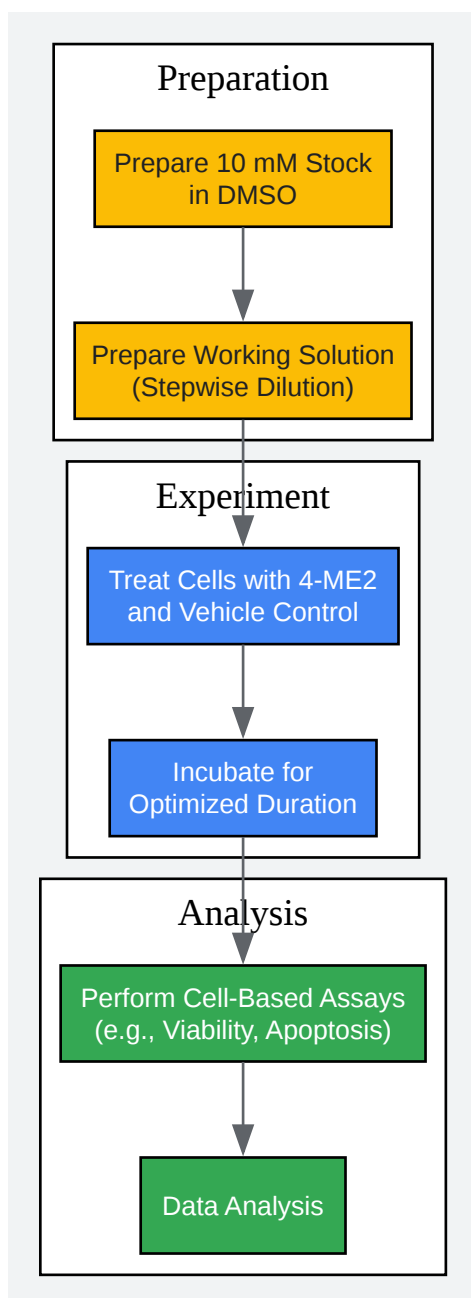 Preparation
Prepare 10 mM Stock
in DMSO
Prepare Working Solution
(Stepwise Dilution)
Experiment
Treat Cells with 4-ME2
and Vehicle Control
Incubate for
Optimized Duration
Analysis
Perform Cell-Based Assays
(e.g., Viability, Apoptosis)
Data Analysis